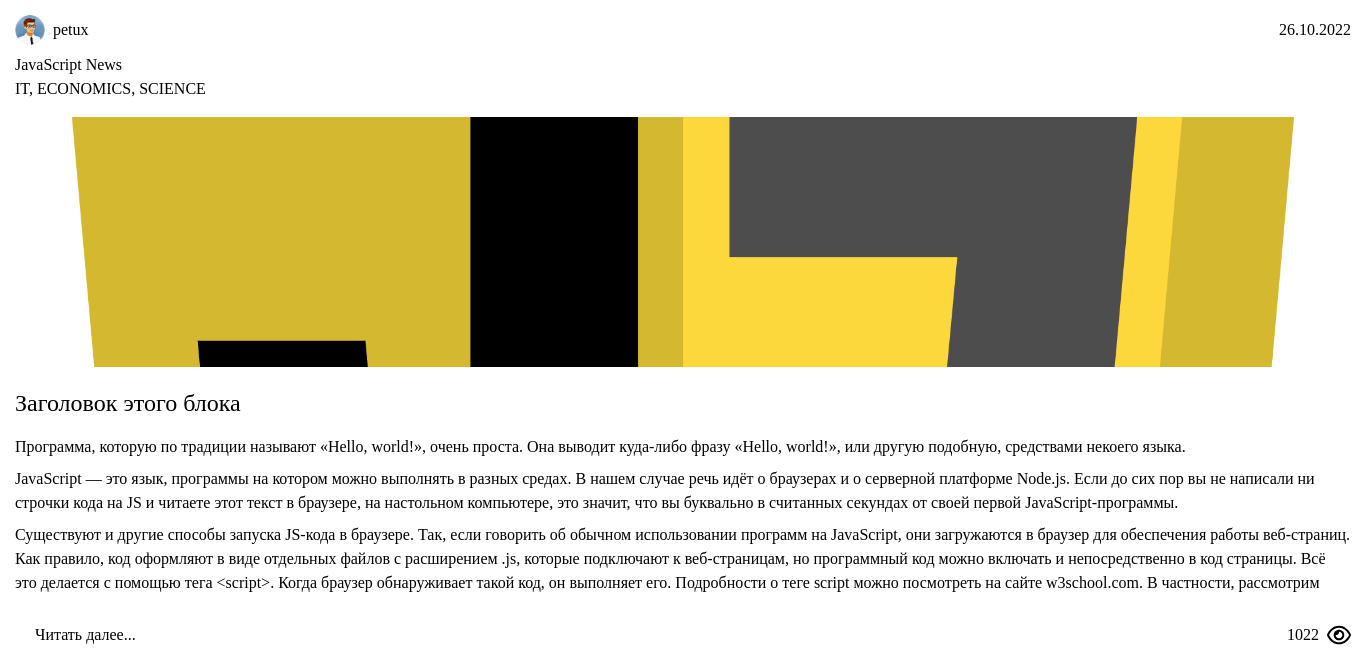 petux
26.10.2022
JavaScript News
IT, ECONOMICS, SCIENCE
Заголовок этого блока
Программа, которую по традиции называют «Hello, world!», очень проста. Она выводит куда-либо фразу «Hello, world!», или другую подобную, средствами некоего языка.
JavaScript — это язык, программы на котором можно выполнять в разных средах. В нашем случае речь идёт о браузерах и о серверной платформе Node.js. Если до сих пор вы не написали ни
строчки кода на JS и читаете этот текст в браузере, на настольном компьютере, это значит, что вы буквально в считанных секундах от своей первой JavaScript-программы.
Существуют и другие способы запуска JS-кода в браузере. Так, если говорить об обычном использовании программ на JavaScript, они загружаются в браузер для обеспечения работы веб-страниц.
Как правило, код оформляют в виде отдельных файлов с расширением .js, которые подключают к веб-страницам, но программный код можно включать и непосредственно в код страницы. Всё
это делается с помощью тега <script>. Когда браузер обнаруживает такой код, он выполняет его. Подробности о теге script можно посмотреть на сайте w3school.com. В частности, рассмотрим
Читать далее...
1022